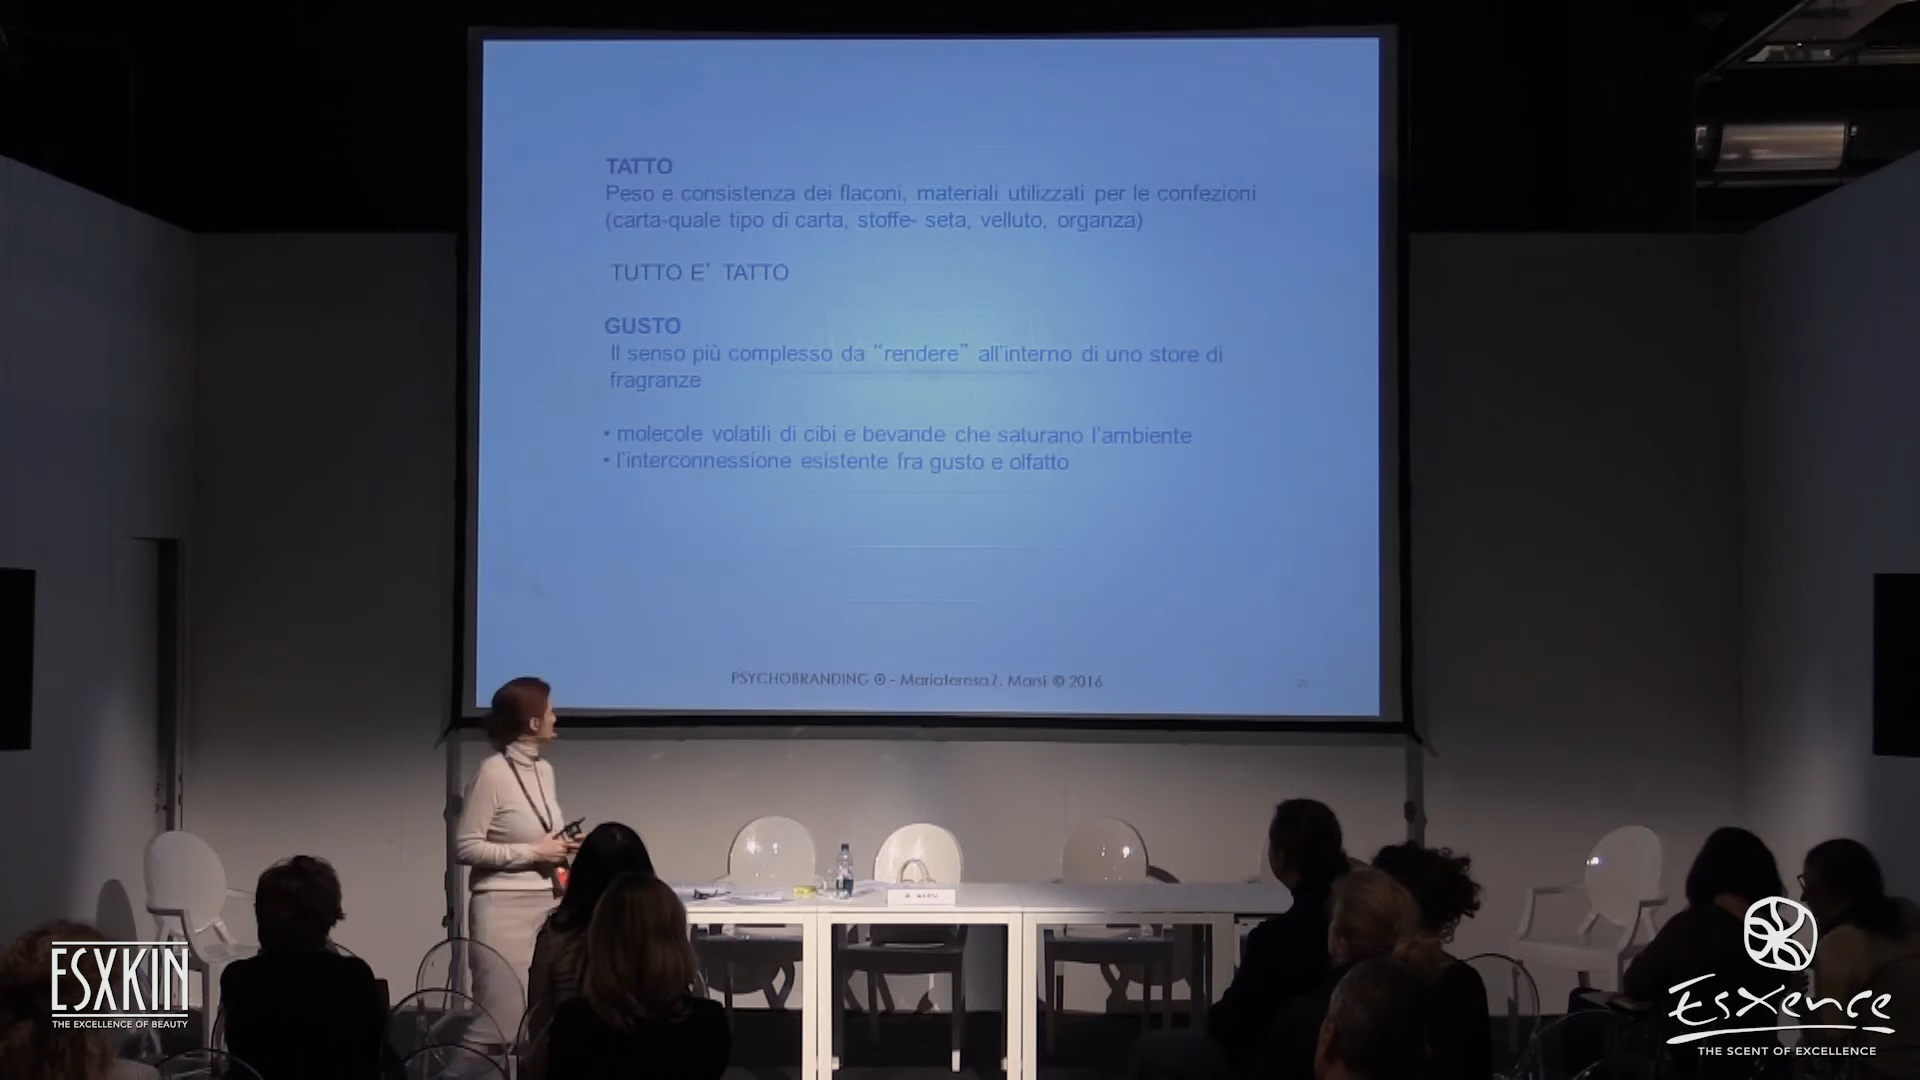 TATTO
Peso e consistenza dei flaconi, materiali utilizzati per le confezioni
(carta-quale tipo di carta, stoffe- seta, velluto, organza)
TUTTO E' TATTO
GUSTO
Il senso più complesso da “rendere” all'interno di uno store di
fragranze
• molecole volatili di cibi e bevande che saturano l'ambiente
• l'interconnessione esistente fra gusto e olfatto
PSYCHOBRANDING ® - Mariateresa Marsi © 2016
MARSI
ESXKIN
THE EXCELLENCE OF BEAUTY
EsXence
THE SCENT OF EXCELLENCE